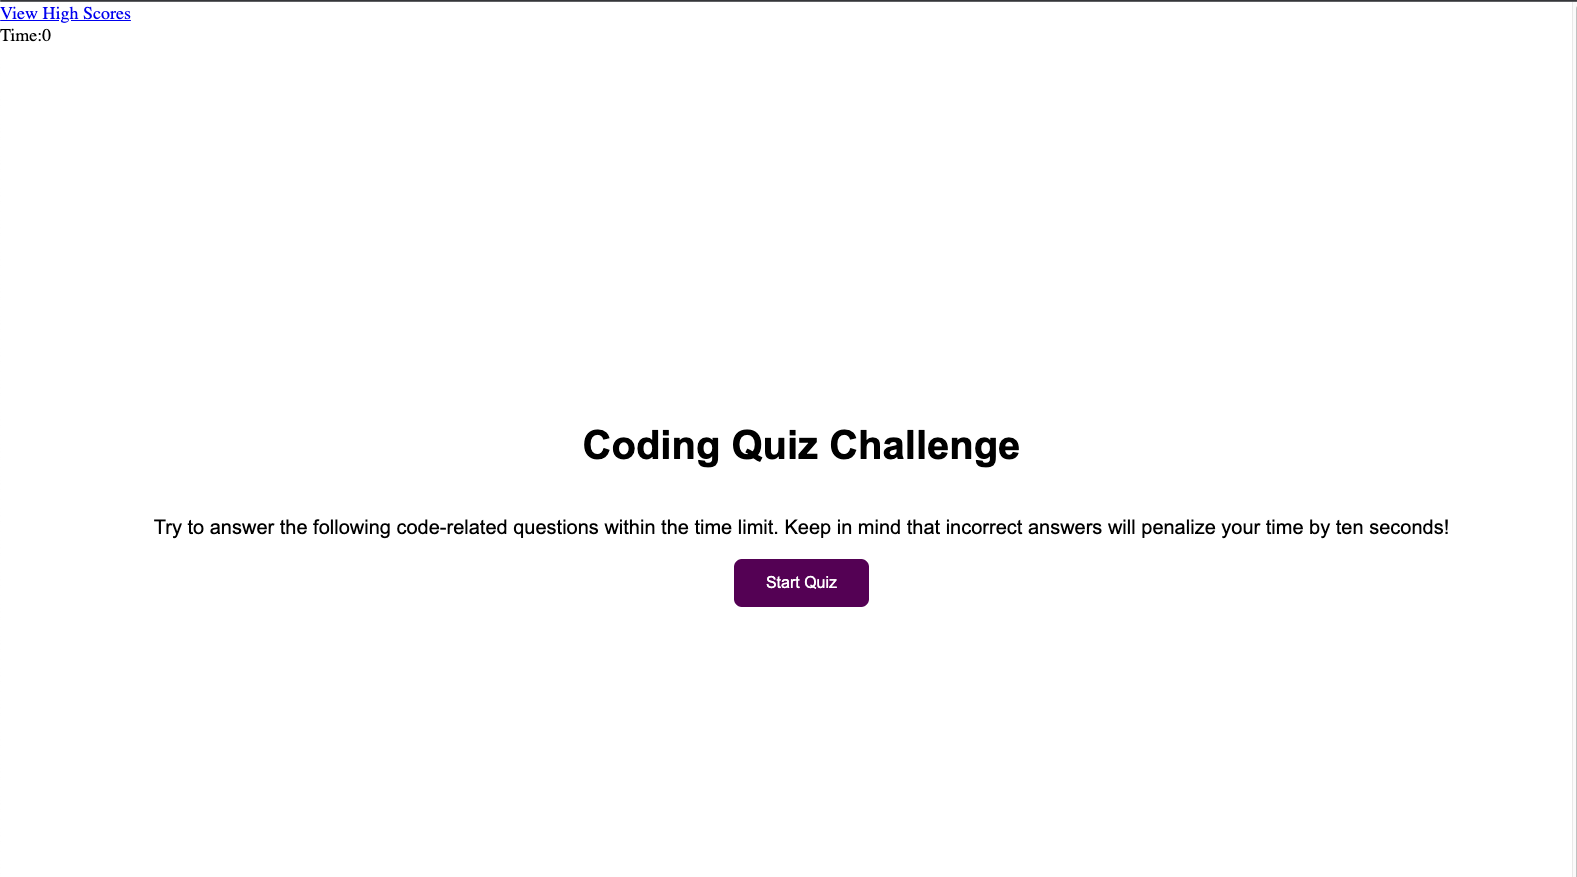 View High Scores
Time:0
Coding Quiz Challenge
Try to answer the following code-related questions within the time limit. Keep in mind that incorrect answers will penalize your time by ten seconds!
Start Quiz